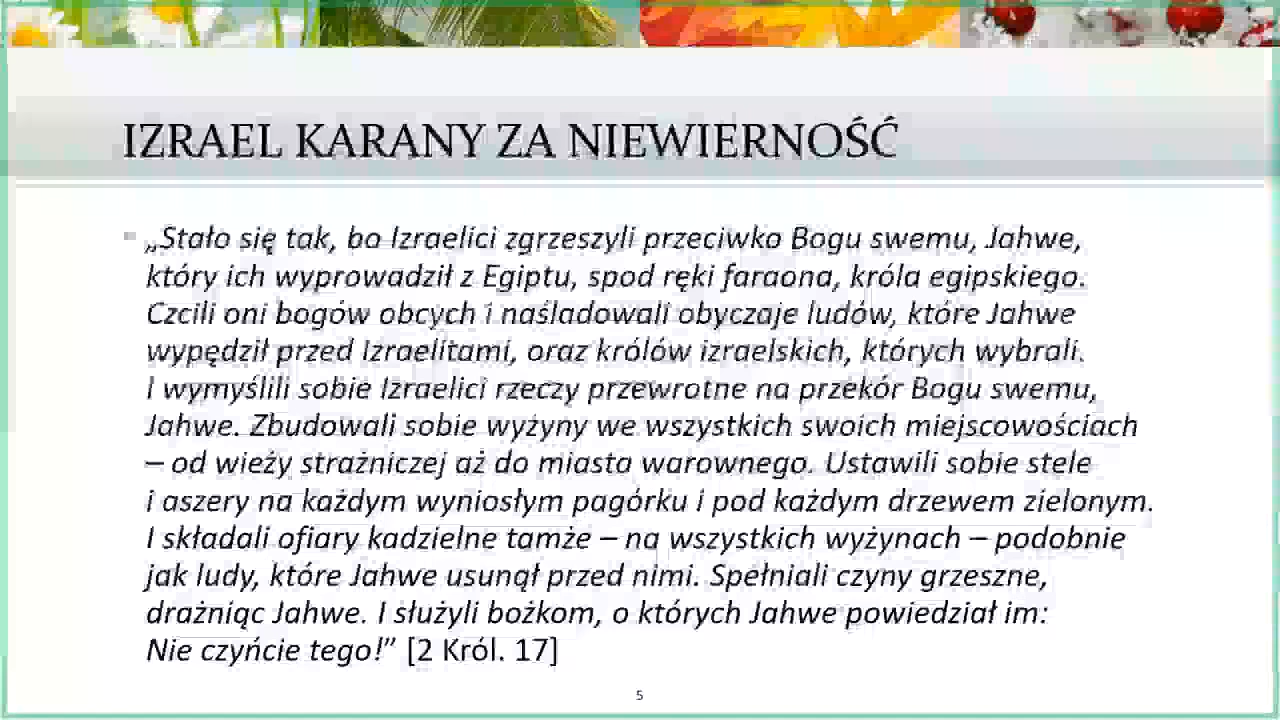 IZRAEL KARANY ZA NIEWIERNOŚĆ
„Stało się tak, bo Izraelici zgrzeszyli przeciwko Bogu swemu, Jahwe,
który ich wyprowadził z Egiptu, spod ręki faraona, króla egipskiego.
Czcili oni bogów obcych i naśladowali obyczaje ludów, które Jahwe
wypędził przed Izraelitami, oraz królów izraelskich, których wybrali.
I wymyślili sobie Izraelici rzeczy przewrotne na przekór Bogu swemu,
Jahwe. Zbudowali sobie wyżyny we wszystkich swoich miejscowościach
– od wieży strażniczej aż do miasta warownego. Ustawili sobie stele
i aszery na każdym wyniosłym pagórku i pod każdym drzewem zielonym.
I składali ofiary kadzielne tamże – na wszystkich wyżynach – podobnie
jak ludy, które Jahwe usunął przed nimi. Spełniali czyny grzeszne,
drażniąc Jahwe. I służyli bożkom, o których Jahwe powiedział im:
Nie czyńcie tego!” [2 Król. 17]
5